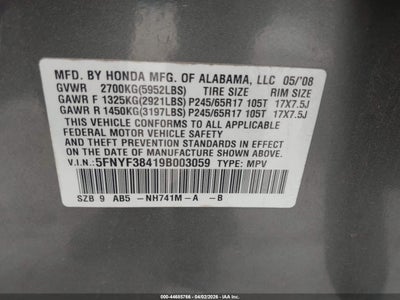 MFD. BY HONDA MFG. OF ALABAMA, LLC 05/'08
GVWR 2700KG(5952LBS) TIRE SIZE RIM SIZE
GAWR F 1325KG(2921LBS) P245/65R17 105T 17X7.5J
GAWR R 1450KG(3197LBS) P245/65R17 105T 17X7.5J
THIS VEHICLE CONFORMS TO ALL APPLICABLE
FEDERAL MOTOR VEHICLE SAFETY AND THEFT
PREVENTION STANDARDS IN EFFECT ON THE DATE
OF MANUFACTURE SHOWN ABOVE.
V.I.N.: 5FNYF38419B003059 TYPE: MPV
SZB 9 AB5 -NH741M-A -B
000-44685768 04/02/2026 - IAA, Inc.